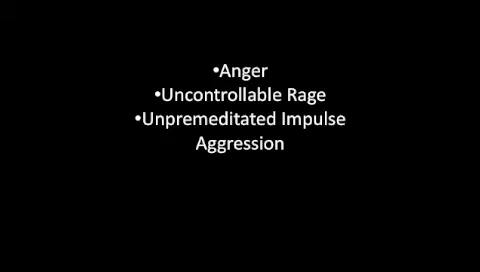 •Anger
•Uncontrollable Rage
•Unpremeditated Impulse
Aggression